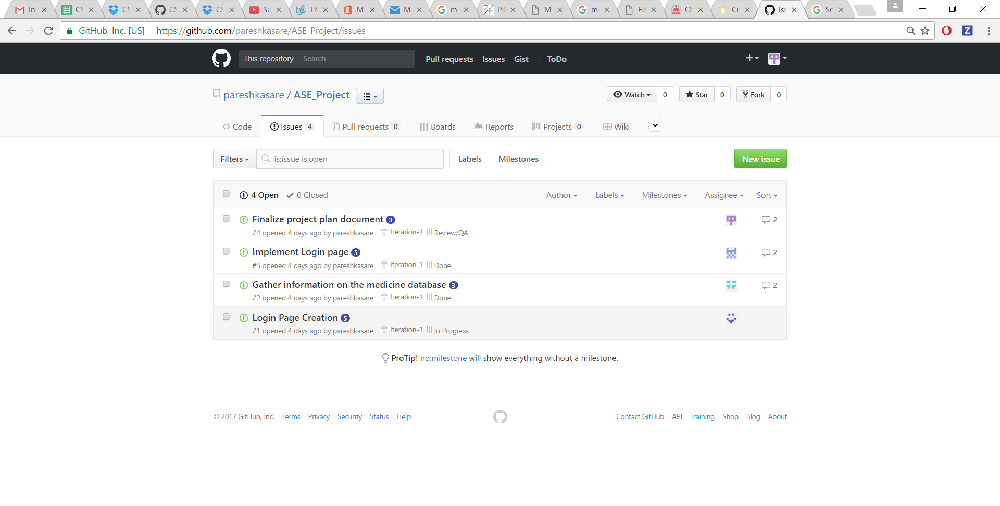 InI CS CS CS CS Su Th M M mo Pil M mo Els Ch Cr Iss Sc
GitHub, Inc. [US] https://github.com/pareshkasare/ASE_Project/issues
This repository Search Pull requests Issues Gist ToDo
pareshkasare / ASE_Project Watch 0 Star 0 Fork 0
Code Issues 4 Pull requests 0 Boards Reports Projects 0 Wiki
Filters is:issue is:open Labels Milestones New issue
4 Open 0 Closed Author Labels Milestones Assignee Sort
Finalize project plan document 3 2
#4 opened 4 days ago by pareshkasare Iteration-1 Review/QA
Implement Login page 5 2
#3 opened 4 days ago by pareshkasare Iteration-1 Done
Gather information on the medicine database 3 2
#2 opened 4 days ago by pareshkasare Iteration-1 Done
Login Page Creation 5
#1 opened 4 days ago by pareshkasare Iteration-1 In Progress
ProTip! no:milestone will show everything without a milestone.
© 2017 GitHub, Inc. Terms Privacy Security Status Help Contact GitHub API Training Shop Blog About